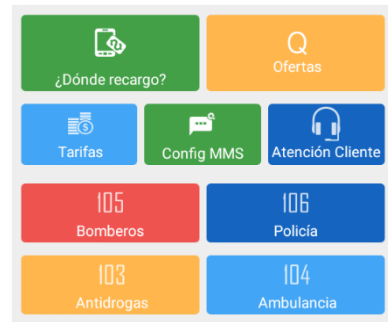 ¿Dónde recargo?
Q
Ofertas
Tarifas
Config MMS
Atención Cliente
105
Bomberos
106
Policía
103
Antidrogas
104
Ambulancia